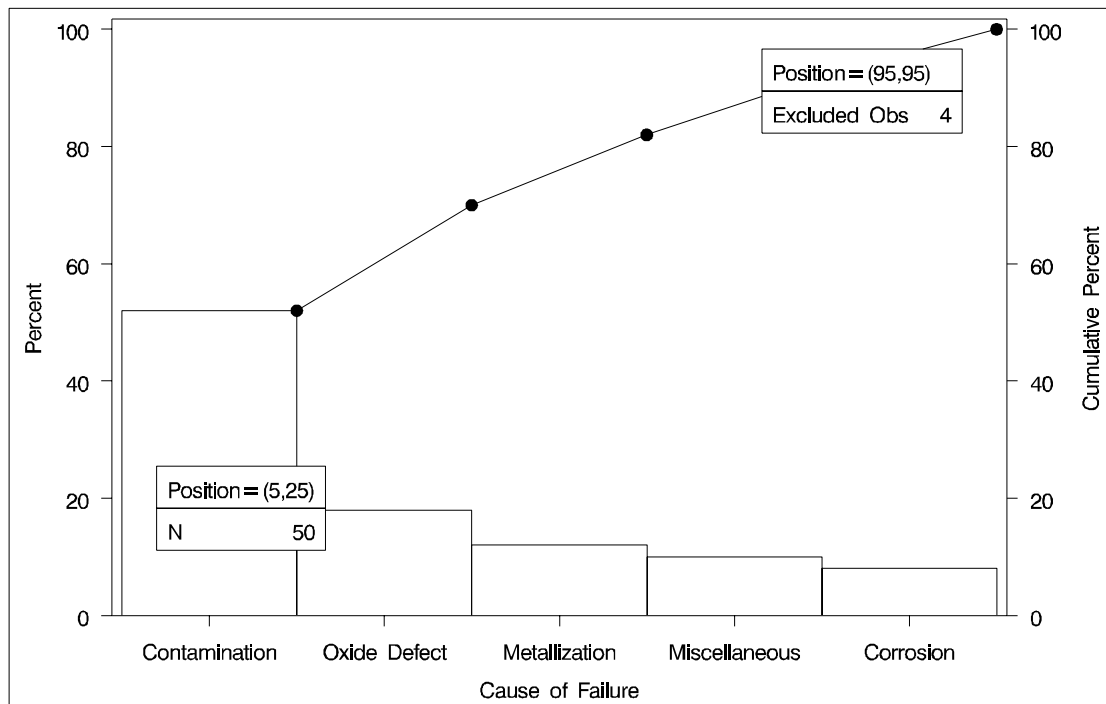 100
80
60
40
20
0
Percent
100
80
60
40
20
0
Cumulative Percent
Position=(95,95)
Excluded Obs 4
Position=(5,25)
N 50
Contamination Oxide Defect Metallization Miscellaneous Corrosion
Cause of Failure